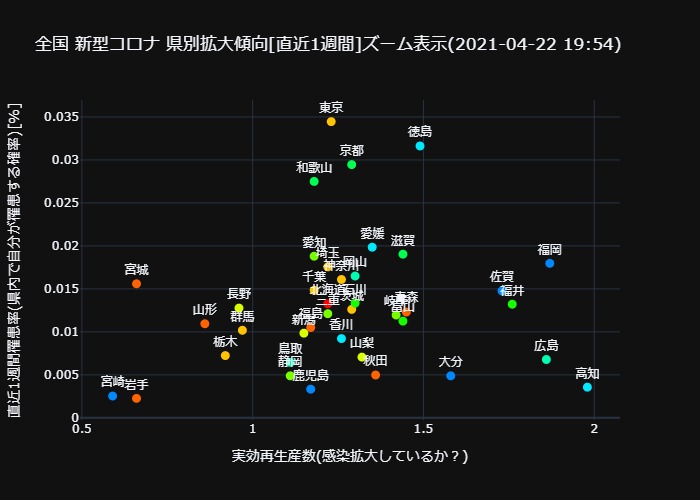 全国 新型コロナ 県別拡大傾向[直近1週間]ズーム表示(2021-04-22 19:54)
直近1週間罹患率(県内で自分が罹患する確率)[%]
0.035
0.03
0.025
0.02
0.015
0.01
0.005
0
東京
徳島
京都
和歌山
愛媛
滋賀
愛知
埼玉
福岡
岡山
神奈川
宮城
千葉
佐賀
北海道
石川
福井
青森
茨城
三重
岐阜
長野
富山
山形
福島
新潟
群馬
香川
栃木
山梨
鳥取
広島
静岡
秋田
大分
鹿児島
高知
宮崎
岩手
0.5
1
1.5
2
実効再生産数(感染拡大しているか？)